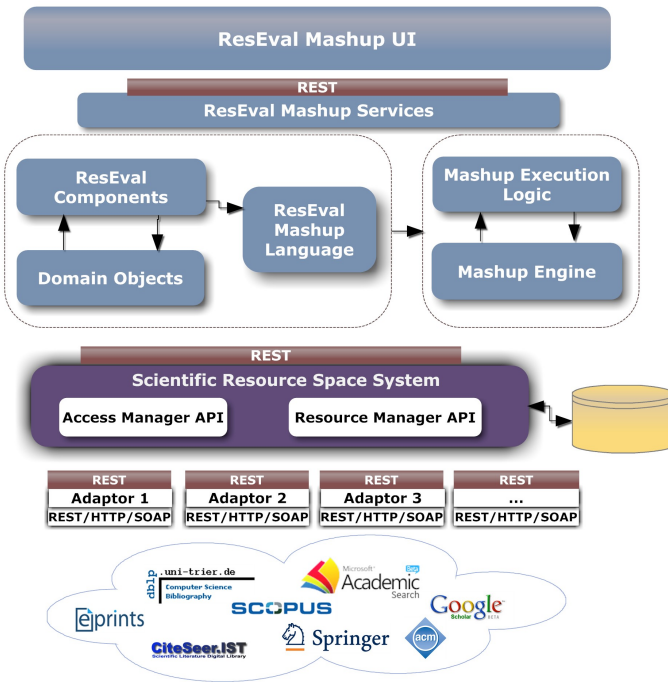 ResEval Mashup UI
REST
ResEval Mashup Services
ResEval
Components
Domain Objects
ResEval
Mashup
Language
Mashup Execution
Logic
Mashup Engine
REST
Scientific Resource Space System
Access Manager API
Resource Manager API
REST
Adaptor 1
REST/HTTP/SOAP
REST
Adaptor 2
REST/HTTP/SOAP
REST
Adaptor 3
REST/HTTP/SOAP
REST
...
REST/HTTP/SOAP
dblp.uni-trier.de
Computer Science
Bibliography
Microsoft
Beta
Academic
Search
eprints
SCOPUS
Google
Scholar BETA
CiteSeer.IST
Scientific Literature Digital Library
Springer
acm